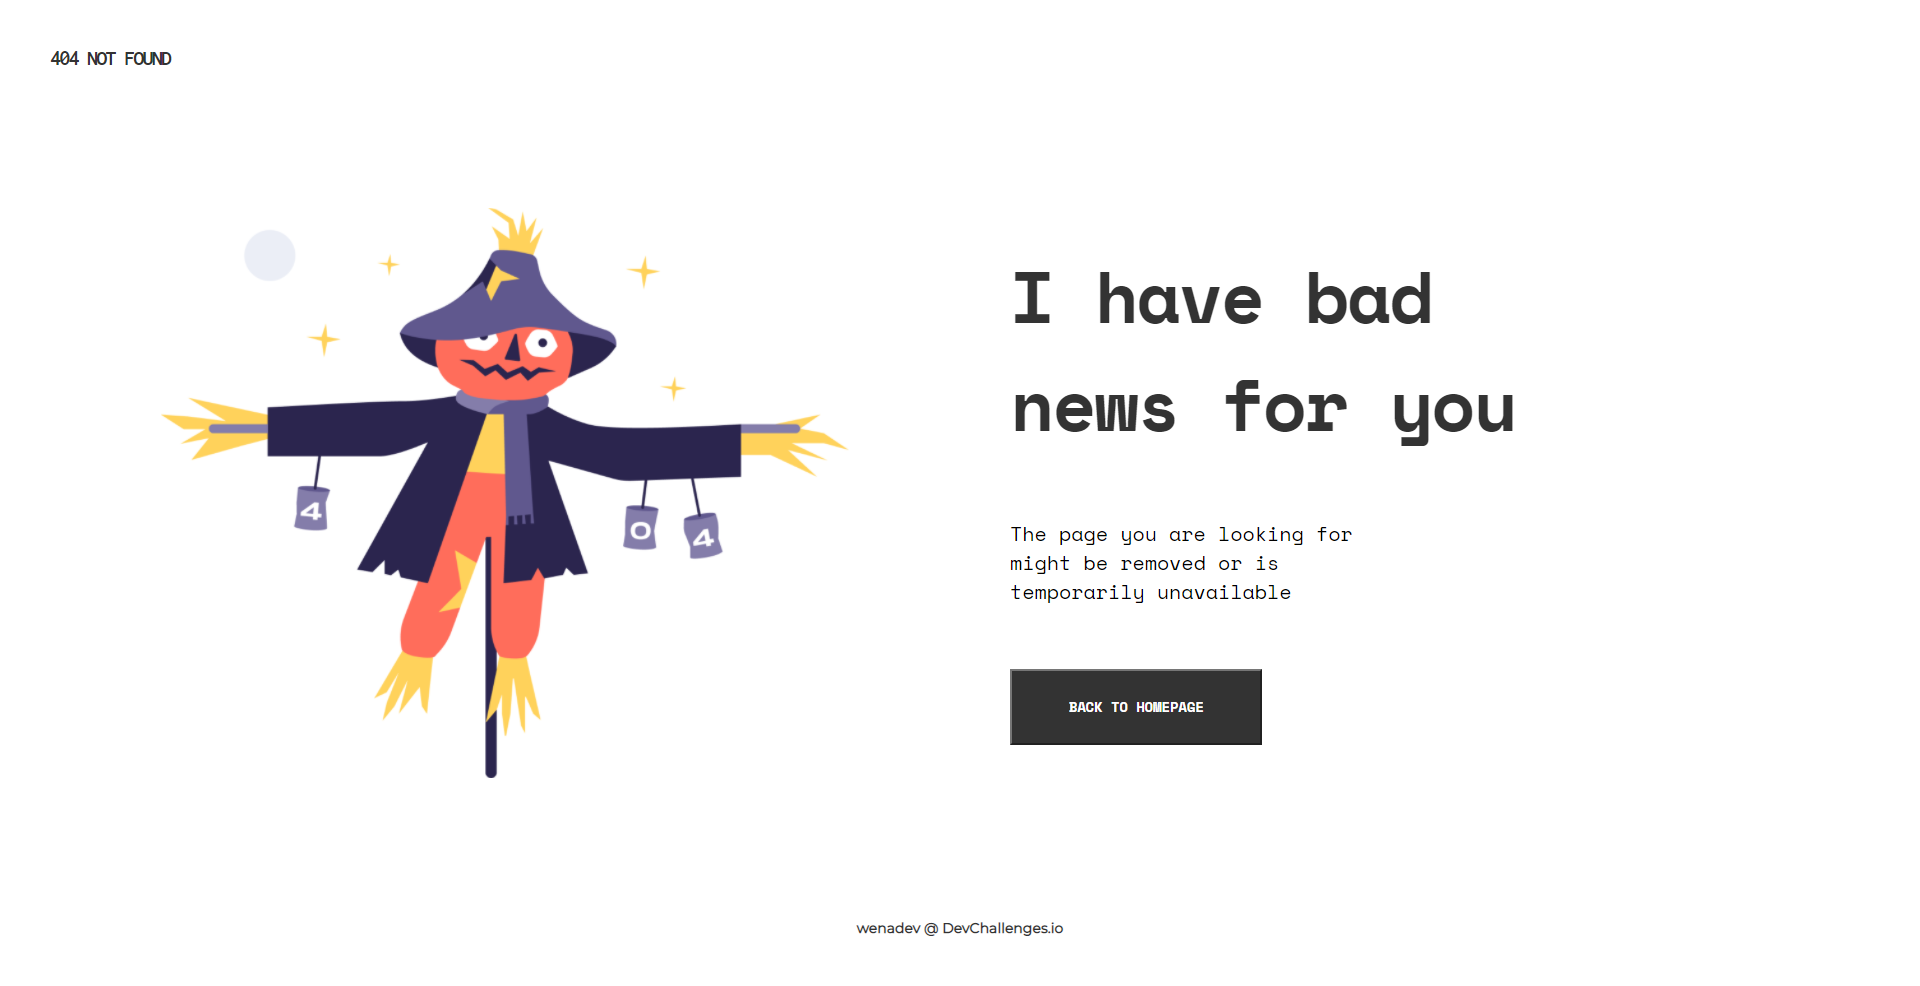 404 NOT FOUND
4
0
4
I have bad
news for you
The page you are looking for
might be removed or is
temporarily unavailable
BACK TO HOMEPAGE
wenadev @ DevChallenges.io